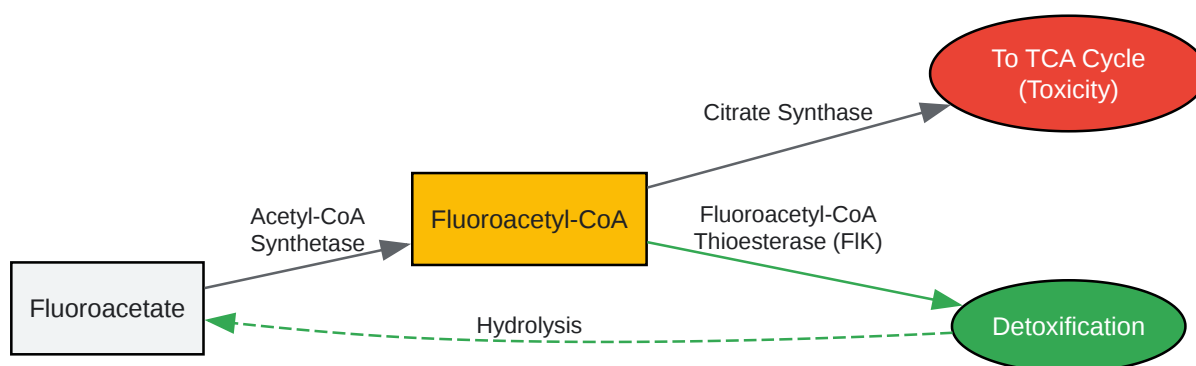 To TCA Cycle
(Toxicity)
Citrate Synthase
Acetyl-CoA
Synthetase
Fluoroacetyl-CoA
Fluoroacetyl-CoA
Thioesterase (FlK)
Fluoroacetate
Hydrolysis
Detoxification